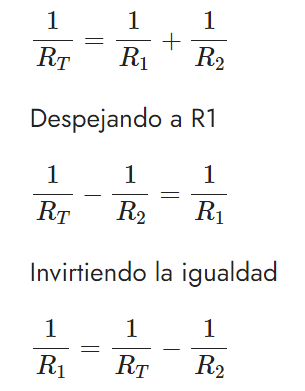 1/R_T = 1/R_1 + 1/R_2
Despejando a R1
1/R_T − 1/R_2 = 1/R_1
Invirtiendo la igualdad
1/R_1 = 1/R_T − 1/R_2